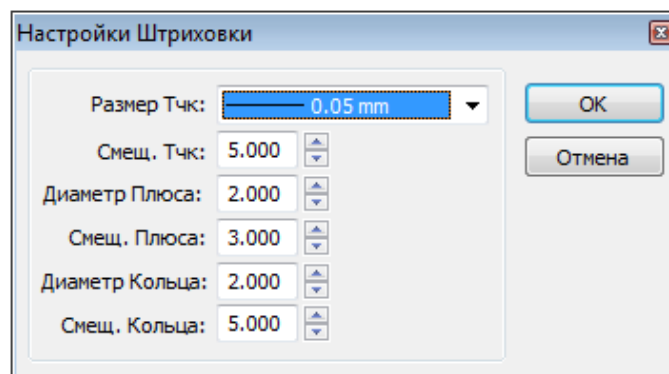 Настройки Штриховки
Размер Тчк: 0.05 mm
OK
Смещ. Тчк: 5.000
Отмена
Диаметр Плюса: 2.000
Смещ. Плюса: 3.000
Диаметр Кольца: 2.000
Смещ. Кольца: 5.000